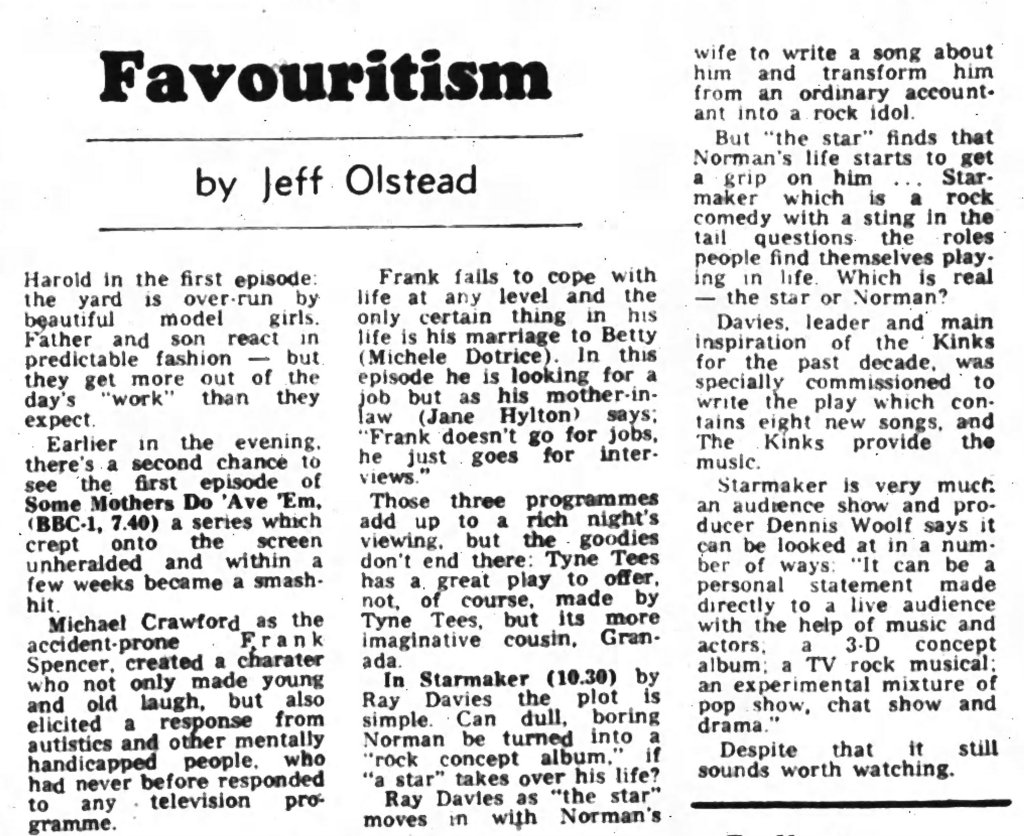 Favouritism
by Jeff Olstead
Harold in the first episode:
the yard is over-run by
beautiful model girls.
Father and son react in
predictable fashion — but
they get more out of the
day's "work" than they
expect.
Earlier in the evening,
there's a second chance to
see the first episode of
Some Mothers Do 'Ave 'Em,
(BBC-1, 7.40) a series which
crept onto the screen
unheralded and within a
few weeks became a smash-
hit.
Michael Crawford as the
accident-prone Frank
Spencer, created a charater
who not only made young
and old laugh, but also
elicited a response from
autistics and other mentally
handicapped people, who
had never before responded
to any television pro-
gramme.
Frank fails to cope with
life at any level and the
only certain thing in his
life is his marriage to Betty
(Michele Dotrice). In this
episode he is looking for a
job but as his mother-in-
law (Jane Hylton) says;
"Frank doesn't go for jobs,
he just goes for inter-
views."
Those three programmes
add up to a rich night's
viewing, but the goodies
don't end there: Tyne Tees
has a great play to offer,
not, of course, made by
Tyne Tees, but its more
imaginative cousin, Gran-
ada.
In Starmaker (10.30) by
Ray Davies the plot is
simple. Can dull, boring
Norman be turned into a
"rock concept album," if
"a star" takes over his life?
Ray Davies as "the star"
moves in with Norman's
wife to write a song about
him and transform him
from an ordinary account-
ant into a rock idol.
But "the star" finds that
Norman's life starts to get
a grip on him ... Star-
maker which is a rock
comedy with a sting in the
tail questions the roles
people find themselves play-
ing in life. Which is real
— the star or Norman?
Davies, leader and main
inspiration of the Kinks
for the past decade, was
specially commissioned to
write the play which con-
tains eight new songs, and
The Kinks provide the
music.
Starmaker is very much
an audience show and pro-
ducer Dennis Woolf says it
can be looked at in a num-
ber of ways: "It can be a
personal statement made
directly to a live audience
with the help of music and
actors; a 3-D concept
album; a TV rock musical;
an experimental mixture of
pop show, chat show and
drama."
Despite that it still
sounds worth watching.